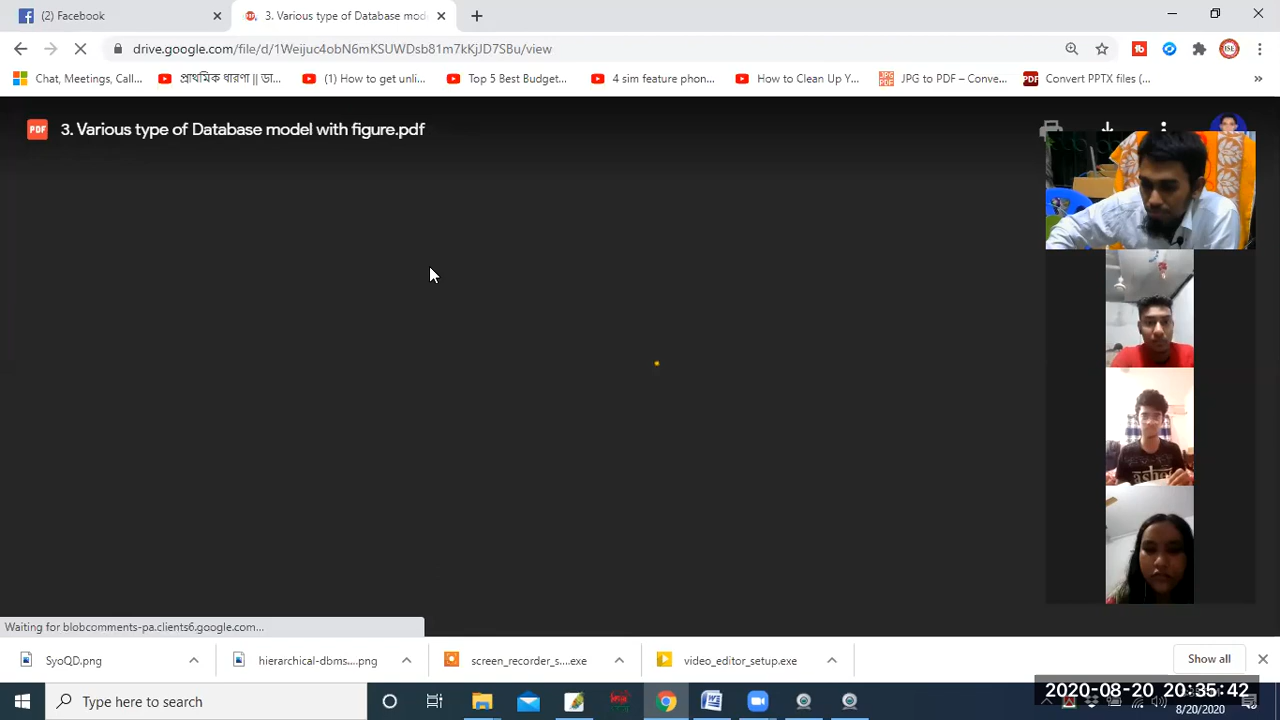 (2) Facebook
3. Various type of Database mod
drive.google.com/file/d/1Weijuc4obN6mKSUWDsb81m7kKjJD7SBu/view
Chat, Meetings, Call...
প্রাথমিক ধারণা || ডা...
(1) How to get unli...
Top 5 Best Budget...
4 sim feature phon...
How to Clean Up Y...
JPG to PDF – Conve...
Convert PPTX files (...
PDF
3. Various type of Database model with figure.pdf
Waiting for blobcomments-pa.clients6.google.com...
SyoQD.png
hierarchical-dbms....png
screen_recorder_s....exe
video_editor_setup.exe
Show all
Type here to search
2020-08-20 20:35:42
8/20/2020